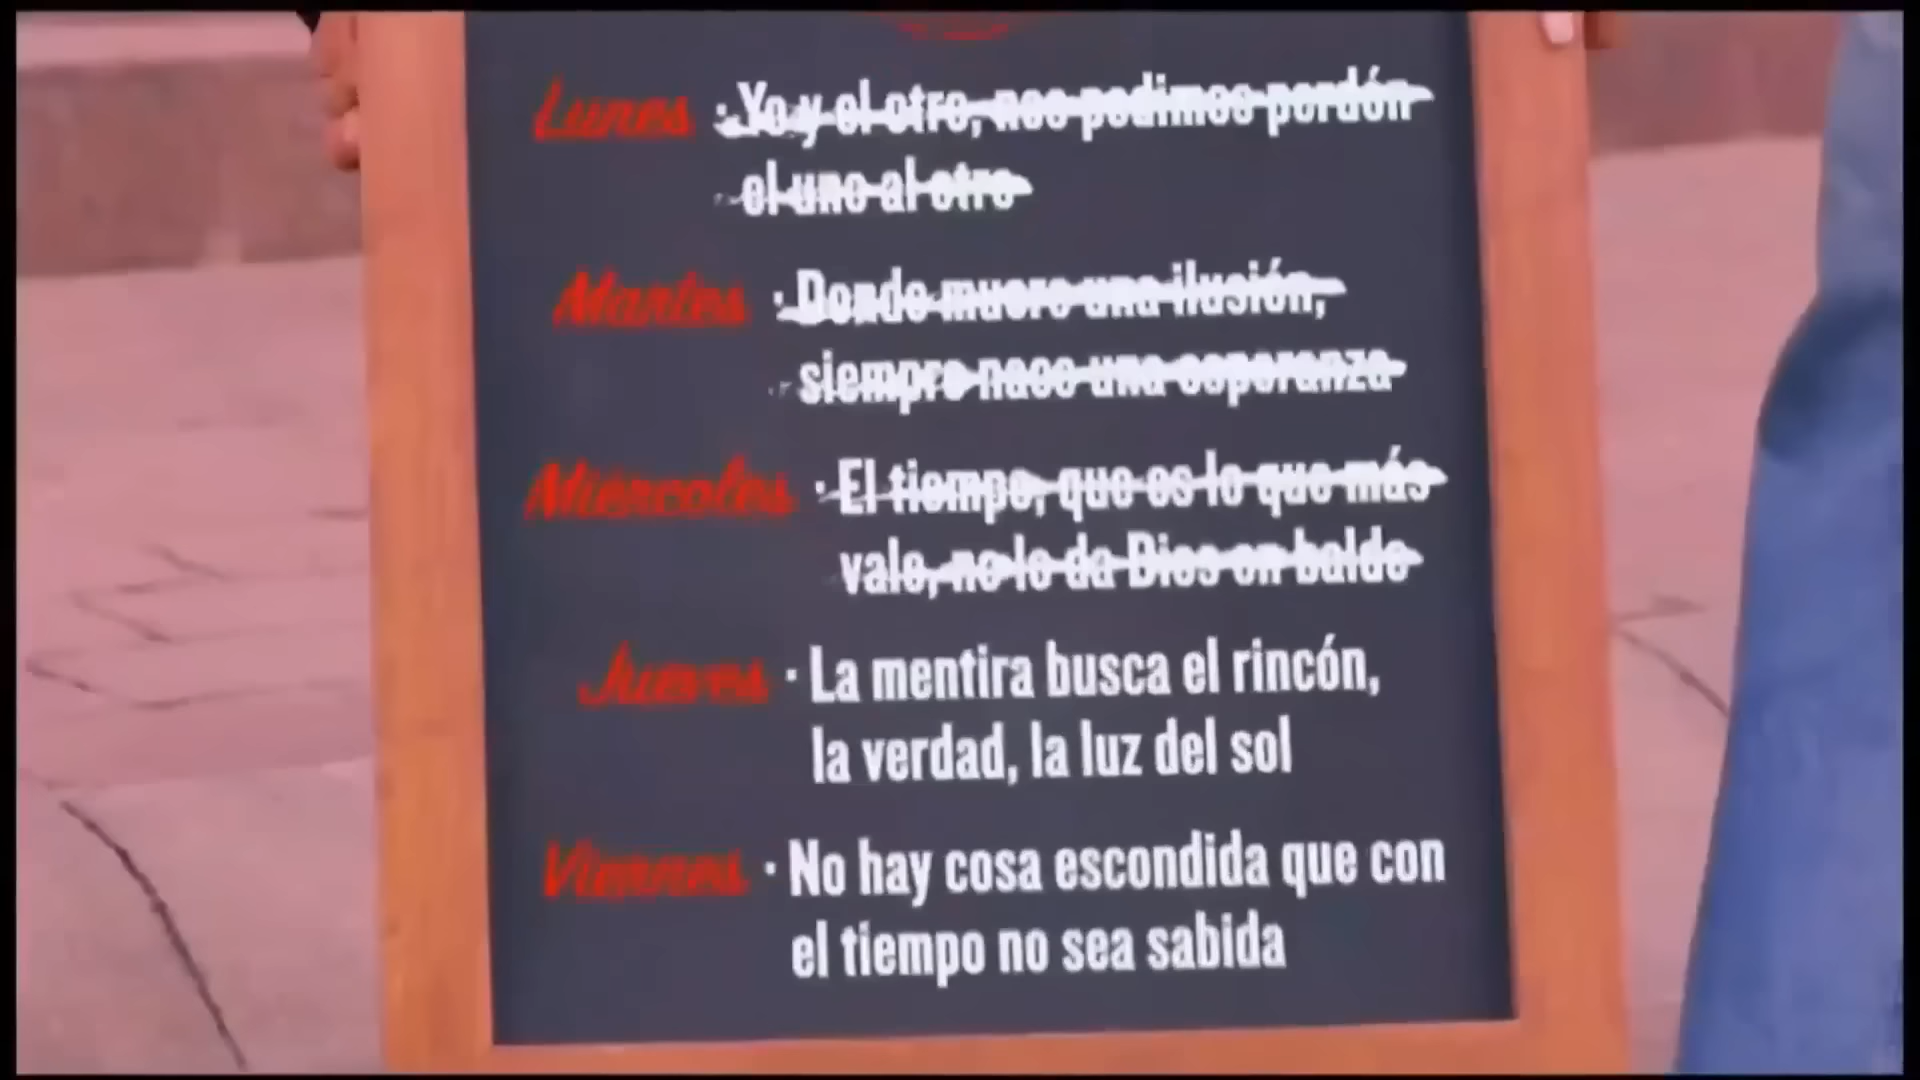 Lunes · Yo y el otro, nos pedimos perdón
el uno al otro
Martes · Donde muere una ilusión,
siempre nace una esperanza
Miércoles · El tiempo, que es lo que más
vale, no lo da Dios en balde
Jueves · La mentira busca el rincón,
la verdad, la luz del sol
Viernes · No hay cosa escondida que con
el tiempo no sea sabida